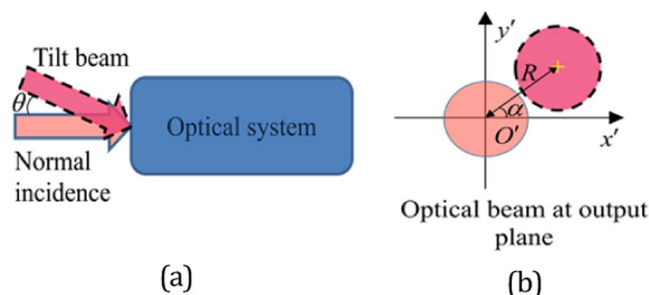 Tilt beam
θ
Normal
incidence
Optical system
(a)
y′
R
α
O′
x′
Optical beam at output
plane
(b)